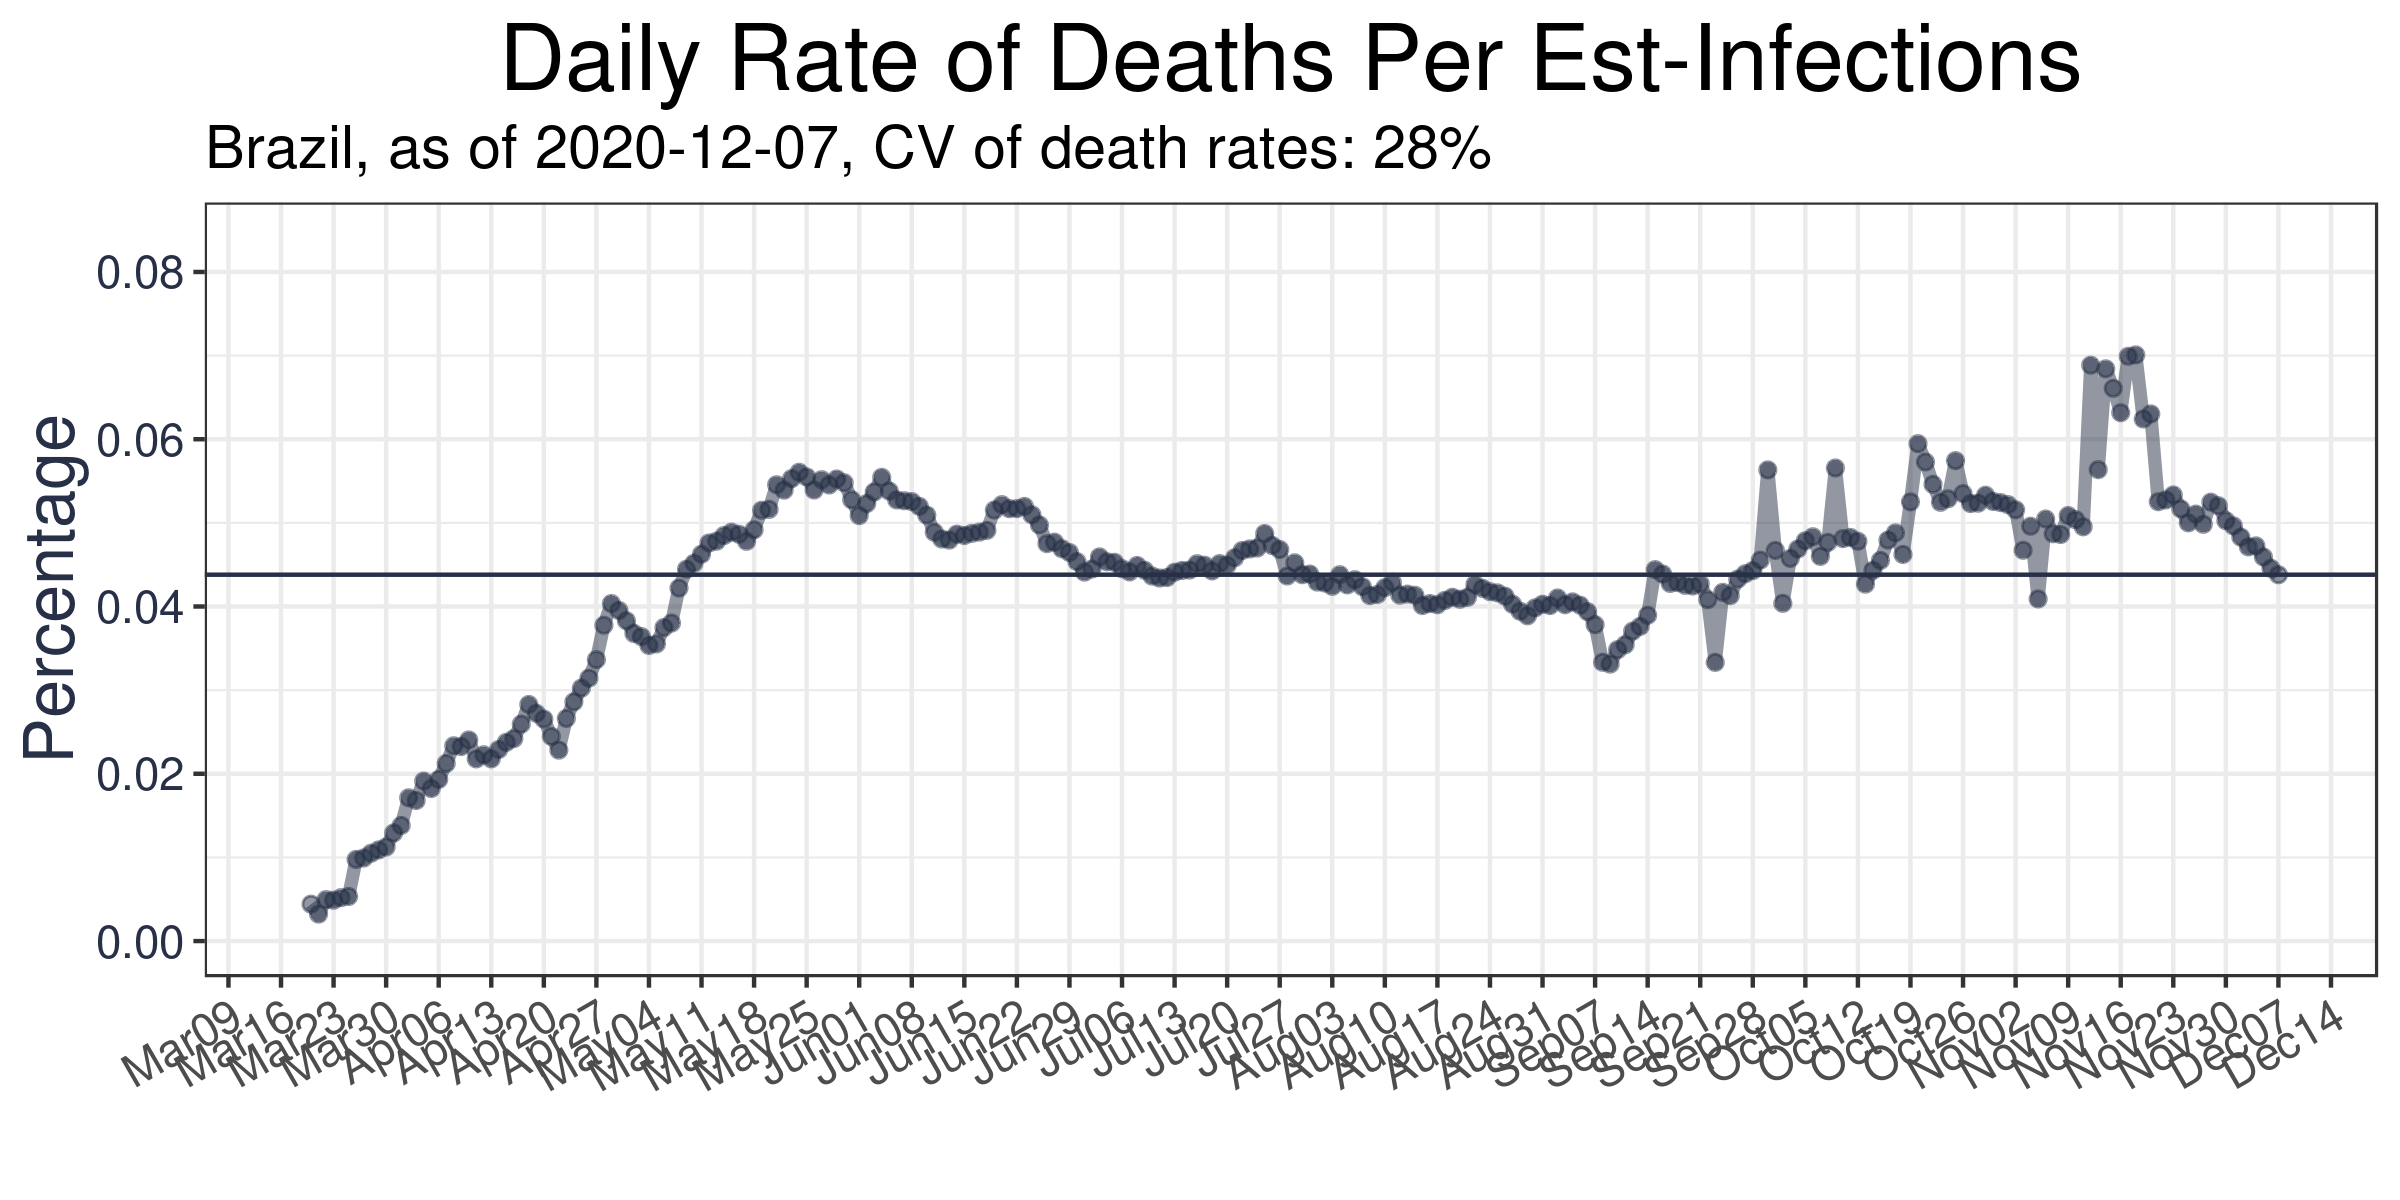 Daily Rate of Deaths Per Est-Infections
Brazil, as of 2020-12-07, CV of death rates: 28%
Percentage
0.08
0.06
0.04
0.02
0.00
Mar09
Mar16
Mar23
Mar30
Apr06
Apr13
Apr20
Apr27
May04
May11
May18
May25
Jun01
Jun08
Jun15
Jun22
Jun29
Jul06
Jul13
Jul20
Jul27
Aug03
Aug10
Aug17
Aug24
Aug31
Sep07
Sep14
Sep21
Sep28
Oct05
Oct12
Oct19
Oct26
Nov02
Nov09
Nov16
Nov23
Nov30
Dec07
Dec14